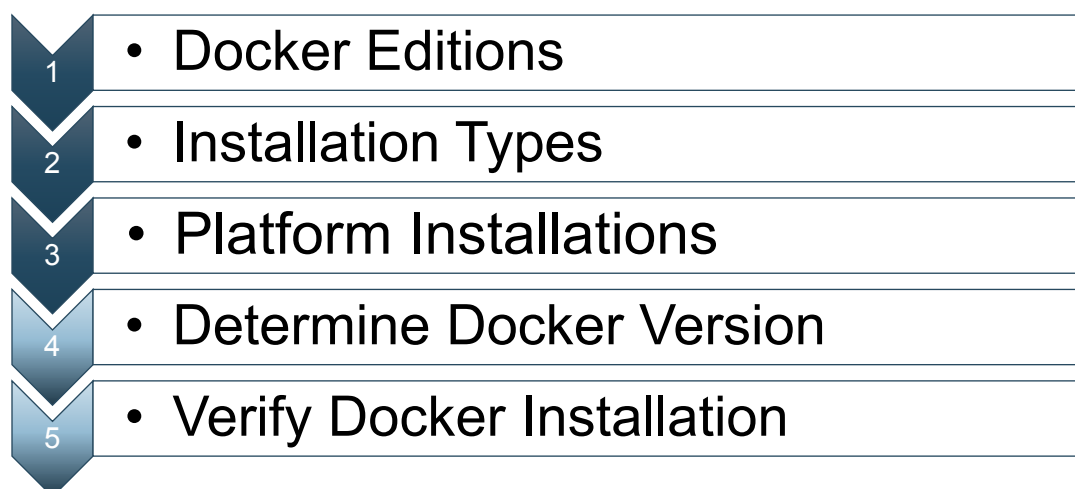 1 • Docker Editions
2 • Installation Types
3 • Platform Installations
4 • Determine Docker Version
5 • Verify Docker Installation